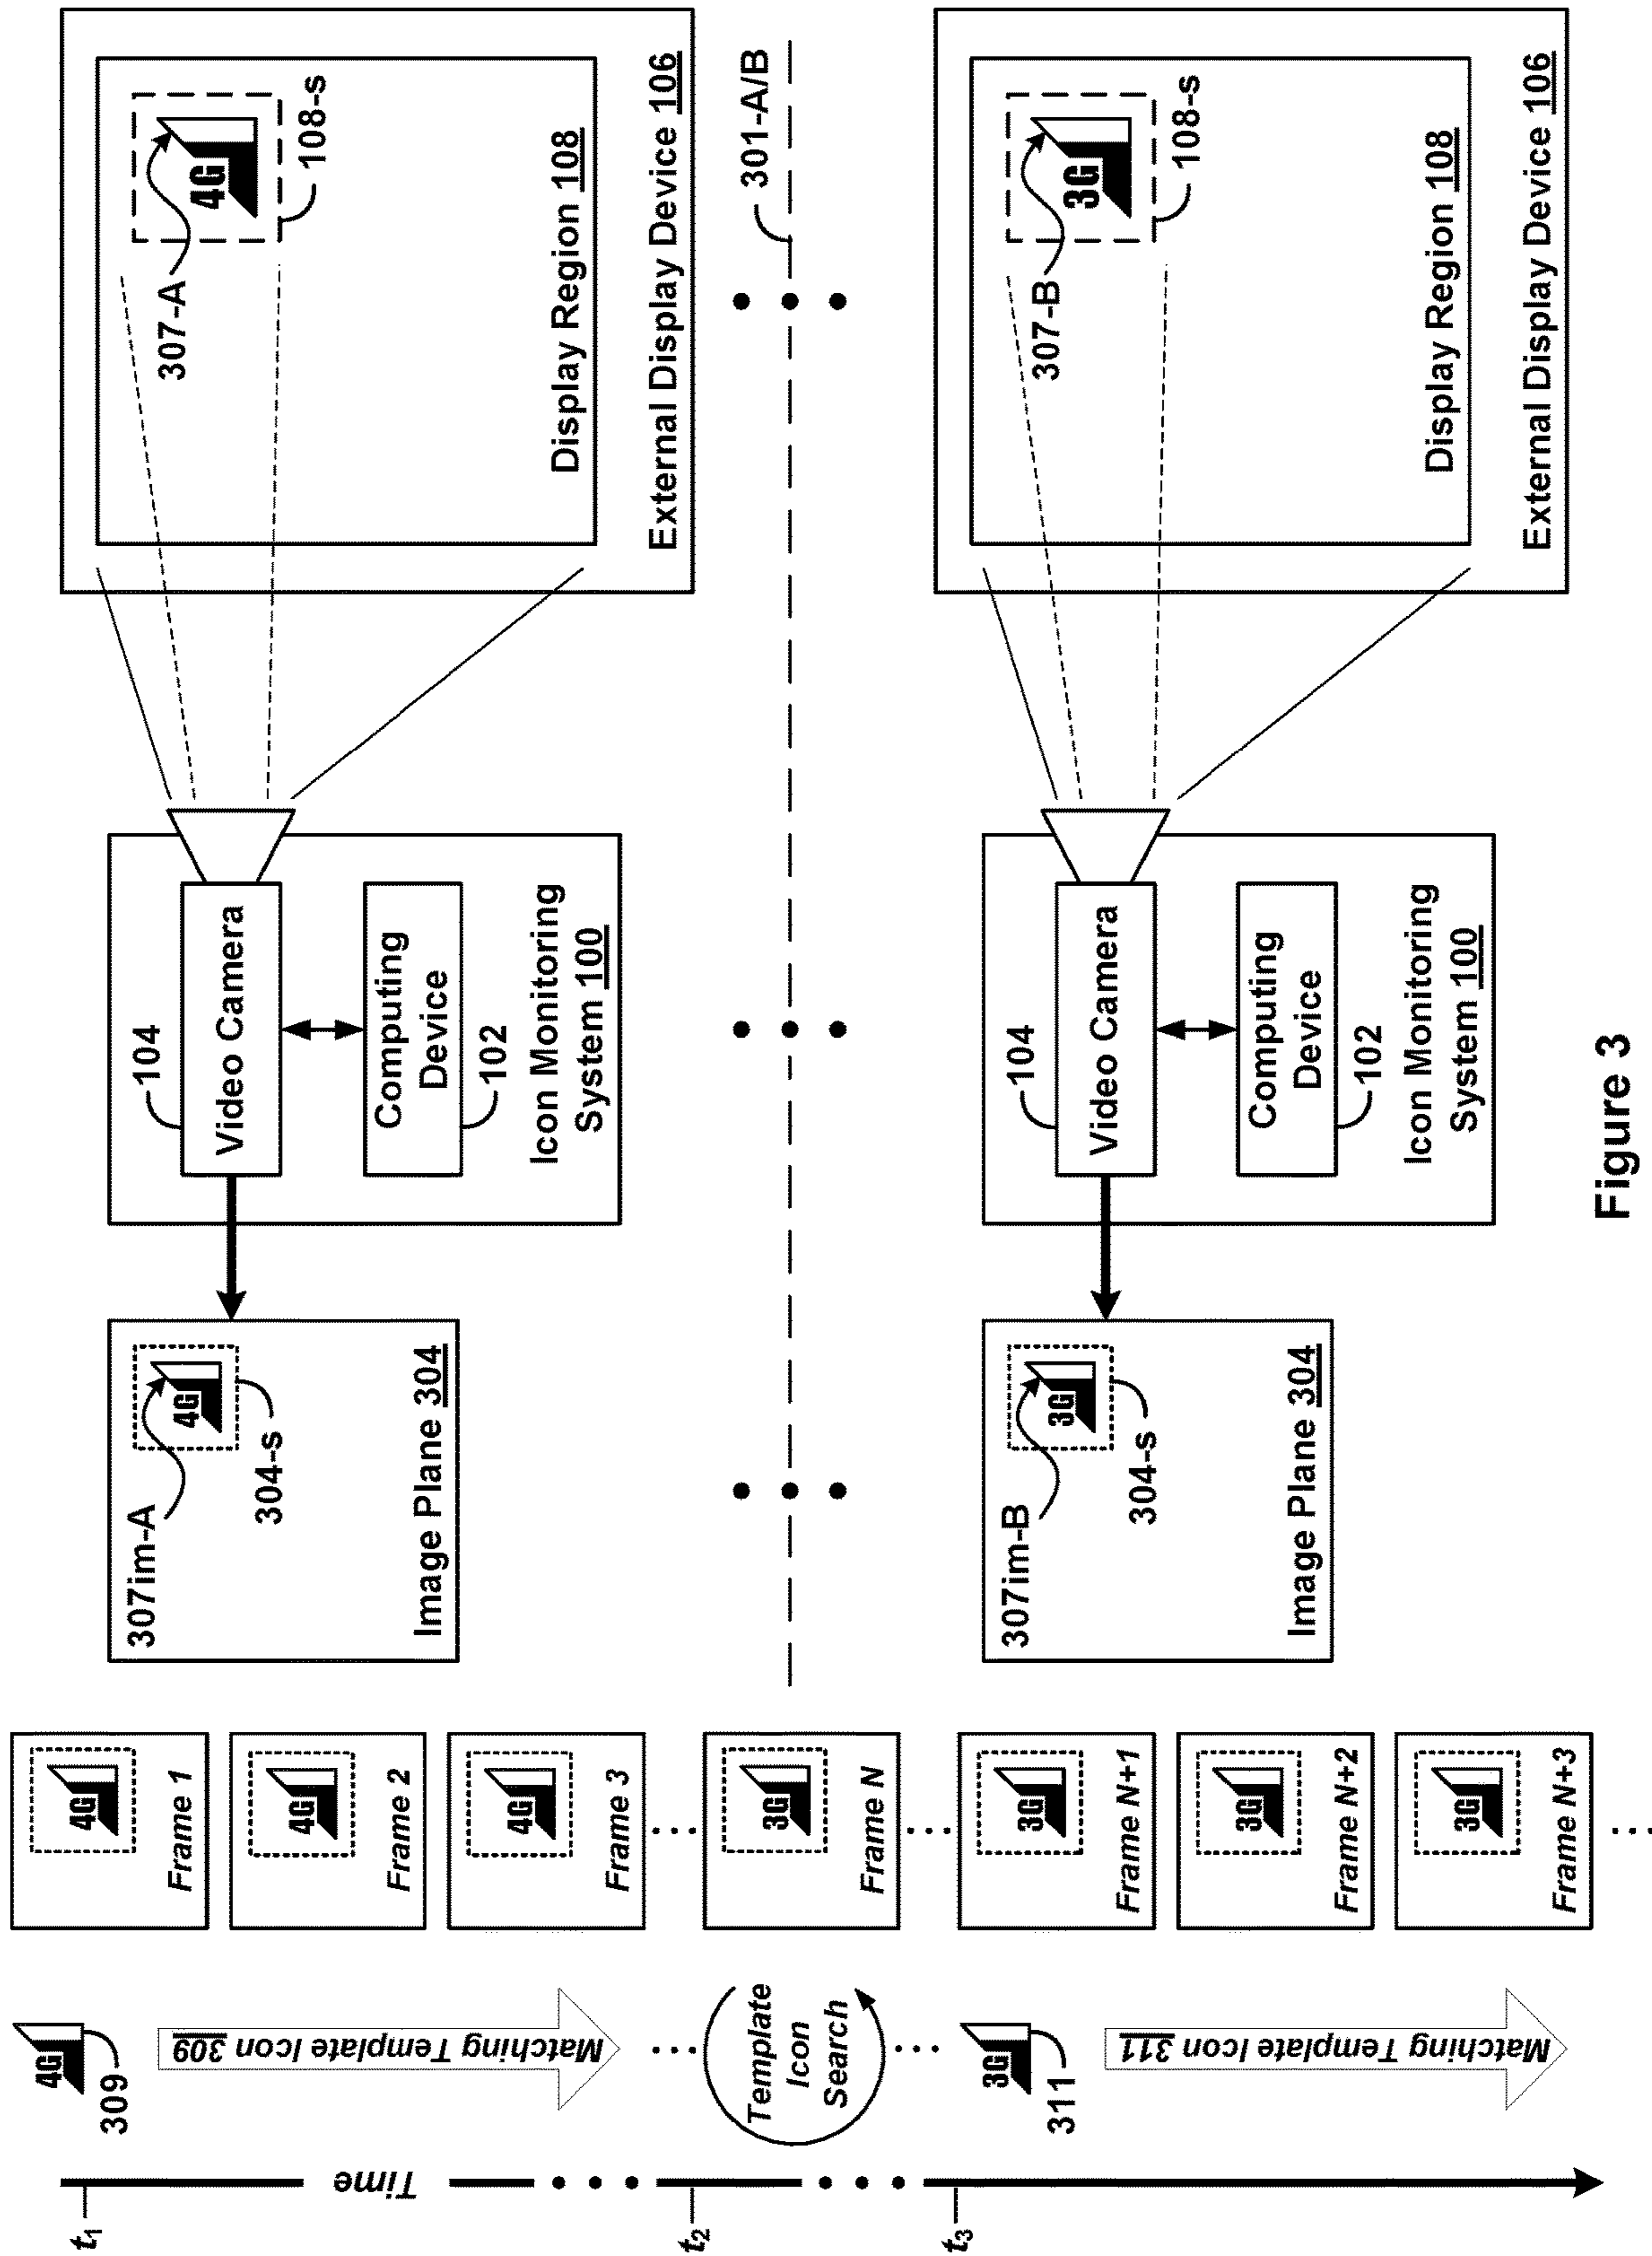 t1
Time
t2
t3
4G
309
Matching Template Icon 309
Template
Icon
Search
3G
311
Matching Template Icon 311
4G
Frame 1
4G
Frame 2
4G
Frame 3
3G
Frame N
3G
Frame N+1
3G
Frame N+2
3G
Frame N+3
307im-A
4G
304-s
Image Plane 304
104
Video Camera
Computing
Device
102
Icon Monitoring
System 100
307-A
4G
108-s
Display Region 108
External Display Device 106
301-A/B
307im-B
3G
304-s
Image Plane 304
104
Video Camera
Computing
Device
102
Icon Monitoring
System 100
307-B
3G
108-s
Display Region 108
External Display Device 106
Figure 3